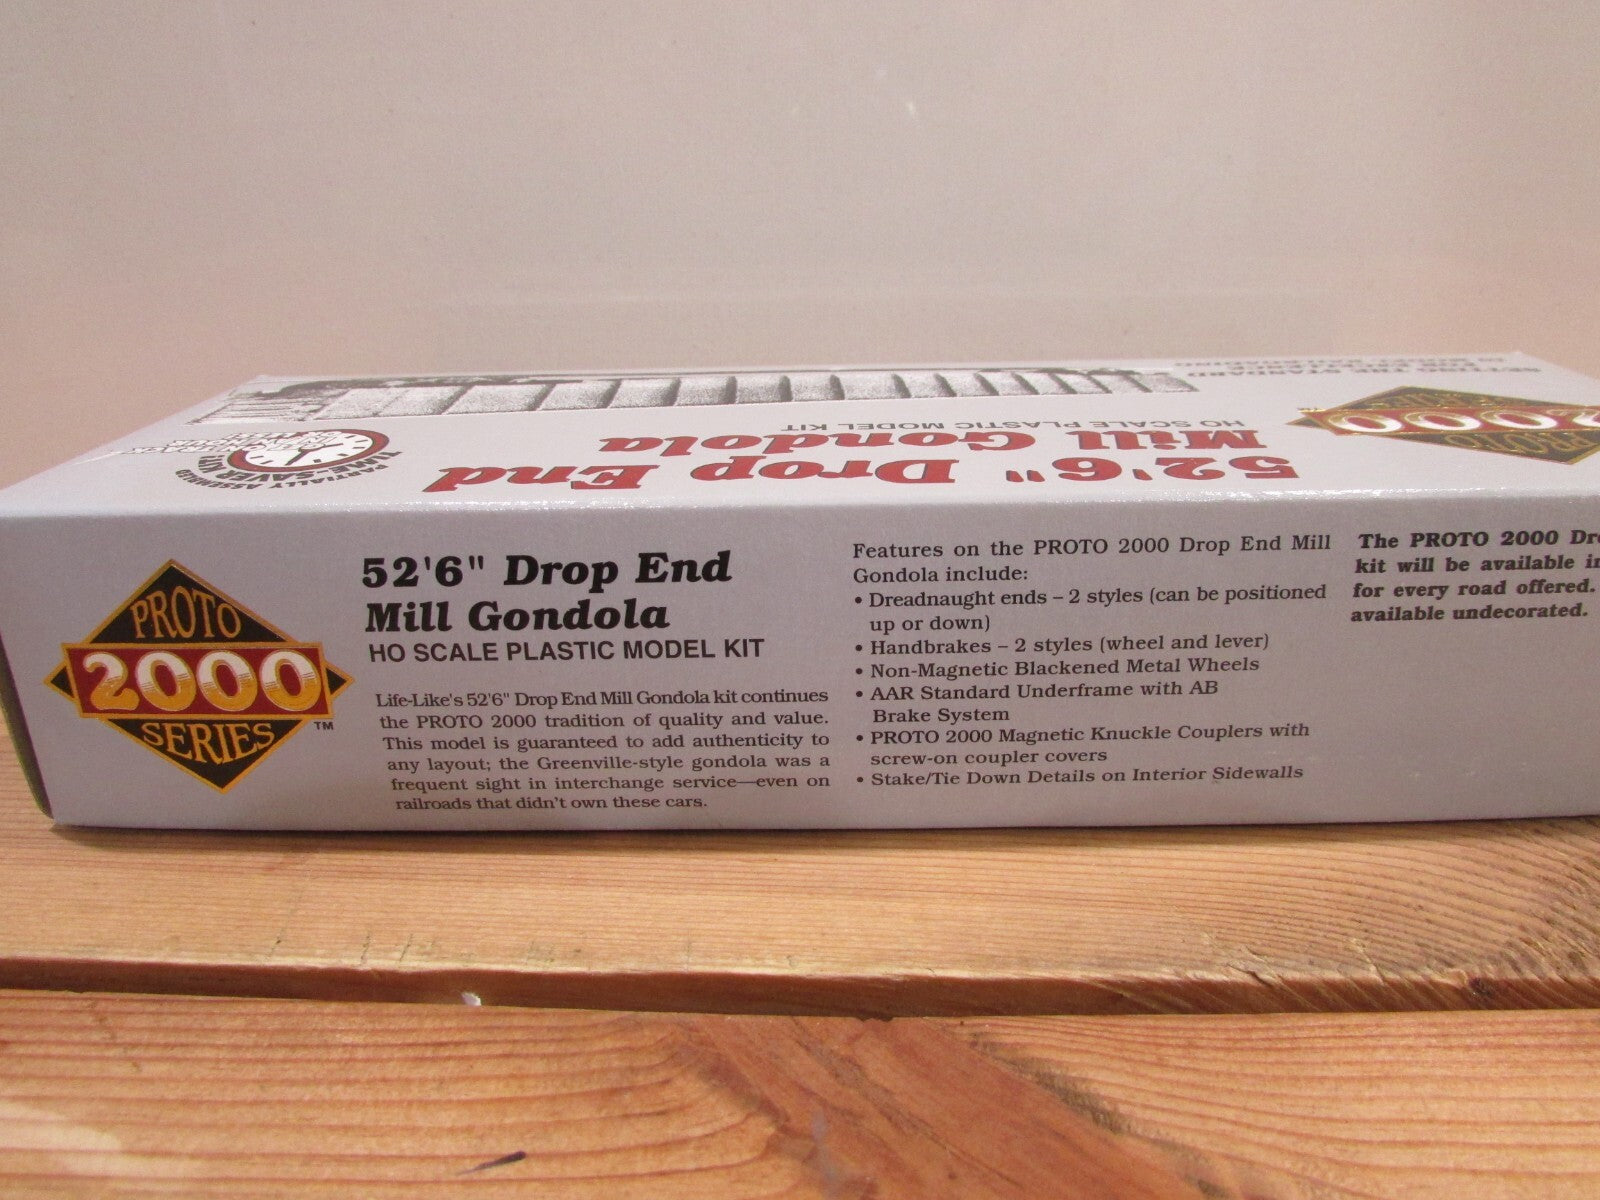 52'6" Drop End
Mill Gondola
HO SCALE PLASTIC MODEL KIT
PROTO
2000
PARTIALLY ASSEMBLED
TIME-SAVER
KITS
PROTO
2000
SERIES
™
52'6" Drop End
Mill Gondola
HO SCALE PLASTIC MODEL KIT
Life-Like's 52'6" Drop End Mill Gondola kit continues
the PROTO 2000 tradition of quality and value.
This model is guaranteed to add authenticity to
any layout; the Greenville-style gondola was a
frequent sight in interchange service—even on
railroads that didn't own these cars.
Features on the PROTO 2000 Drop End Mill
Gondola include:
• Dreadnaught ends – 2 styles (can be positioned
up or down)
• Handbrakes – 2 styles (wheel and lever)
• Non-Magnetic Blackened Metal Wheels
• AAR Standard Underframe with AB
Brake System
• PROTO 2000 Magnetic Knuckle Couplers with
screw-on coupler covers
• Stake/Tie Down Details on Interior Sidewalls
The PROTO 2000 Dr
kit will be available i
for every road offered.
available undecorated.